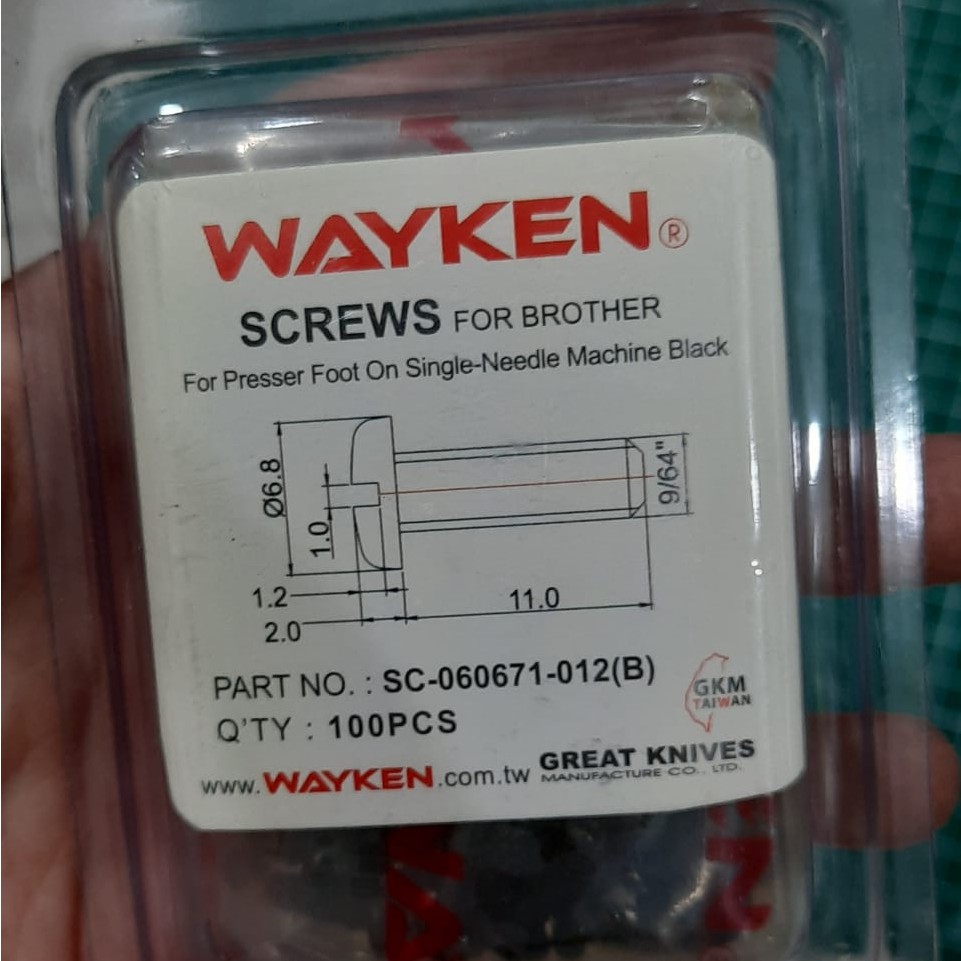 WAYKEN®
SCREWS FOR BROTHER
For Presser Foot On Single-Needle Machine Black
Ø6.8
1.0
9/64"
1.2
11.0
2.0
PART NO. : SC-060671-012(B)
GKM
TAIWAN
Q'TY : 100PCS
www.WAYKEN.com.tw
GREAT KNIVES
MANUFACTURE CO., LTD.